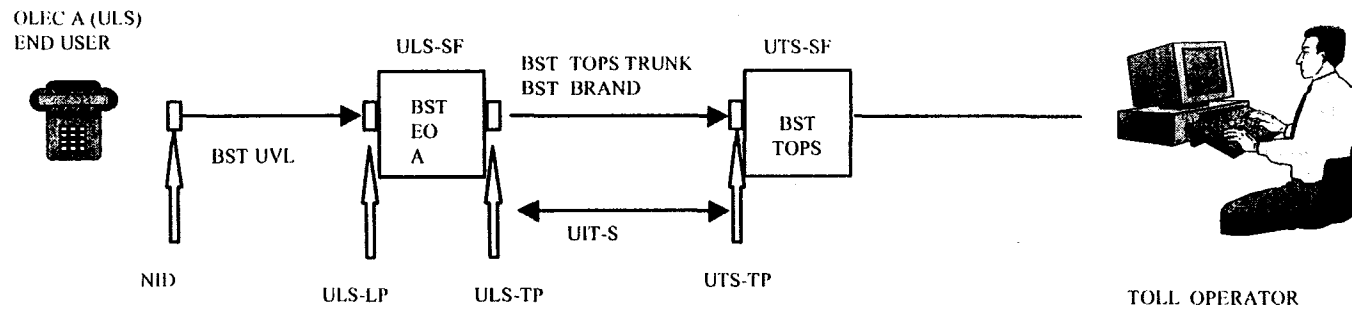 OLEC A (ULS)
END USER
ULS-SF
UTS-SF
BST TOPS TRUNK
BST BRAND
BST
EO
A
BST
TOPS
BST UVL
UIT-S
NID
ULS-LP
ULS-TP
UTS-TP
TOLL OPERATOR